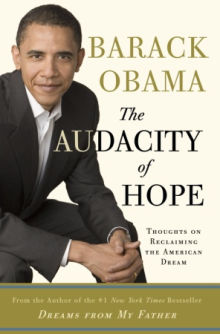 BARACK
OBAMA
The
AUDACITY
of
HOPE
THOUGHTS ON
RECLAIMING
THE AMERICAN
DREAM
From the Author of the #1 New York Times Bestseller
DREAMS FROM MY FATHER